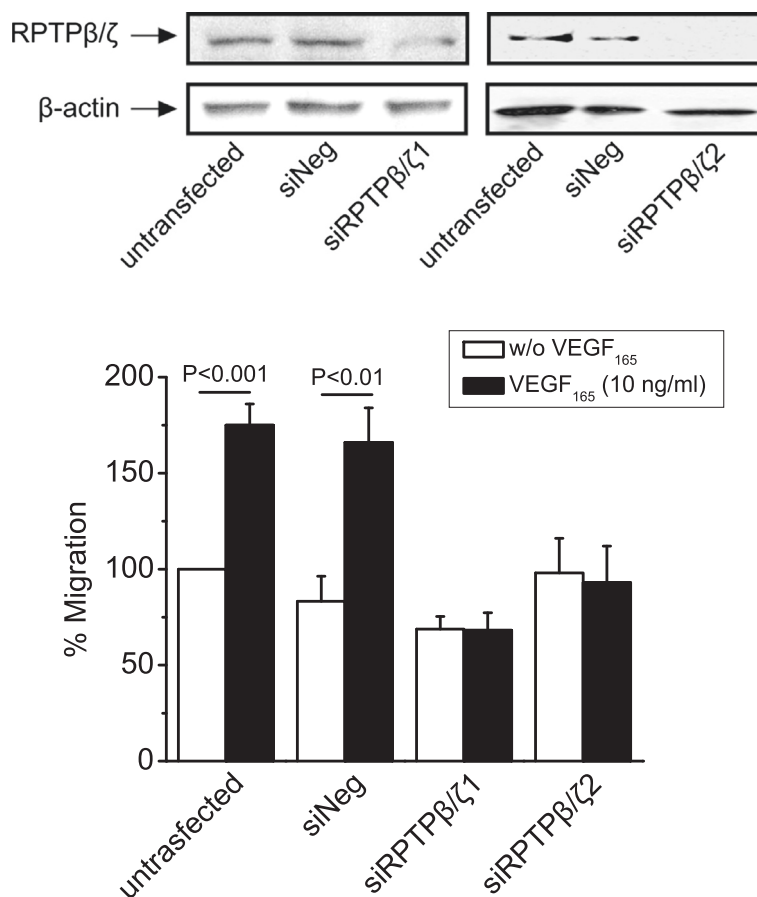 RPTPβ/ζ
β-actin
untransfected
siNeg
siRPTPβ/ζ1
untransfected
siNeg
siRPTPβ/ζ2
w/o VEGF165
VEGF165 (10 ng/ml)
P<0.001
P<0.01
200
150
100
50
0
% Migration
untrasfected
siNeg
siRPTPβ/ζ1
siRPTPβ/ζ2